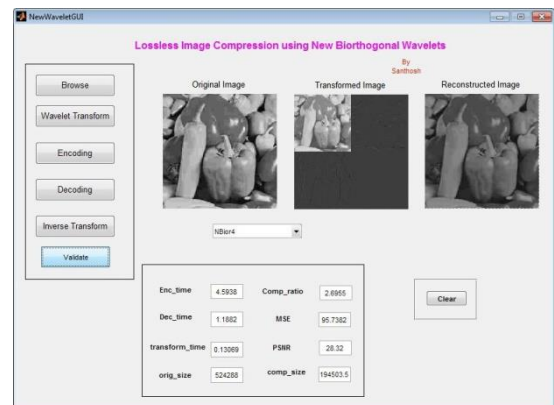 NewWaveletGUI
Lossless Image Compression using New Biorthogonal Wavelets
By
Santhosh
Browse
Wavelet Transform
Encoding
Decoding
Inverse Transform
Validate
Original Image
Transformed Image
Reconstructed Image
NBior4
Enc_time 4.5938 Comp_ratio 2.6955
Dec_time 1.1882 MSE 95.7382
transform_time 0.13069 PSNR 28.32
orig_size 524288 comp_size 194503.5
Clear